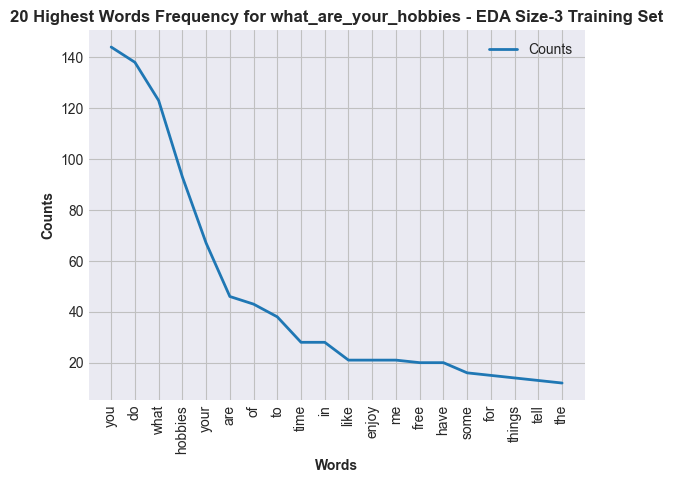 20 Highest Words Frequency for what_are_your_hobbies - EDA Size-3 Training Set
Counts
140
120
100
80
60
40
20
Counts
you
do
what
hobbies
your
are
of
to
time
in
like
enjoy
me
free
have
some
for
things
tell
the
Words